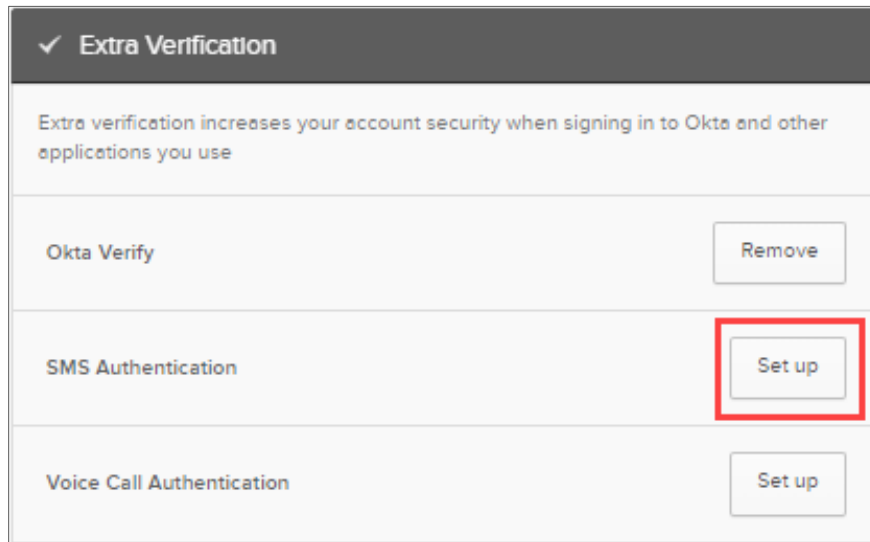 Extra Verification
Extra verification increases your account security when signing in to Okta and other
applications you use
Okta Verify
Remove
SMS Authentication
Set up
Voice Call Authentication
Set up